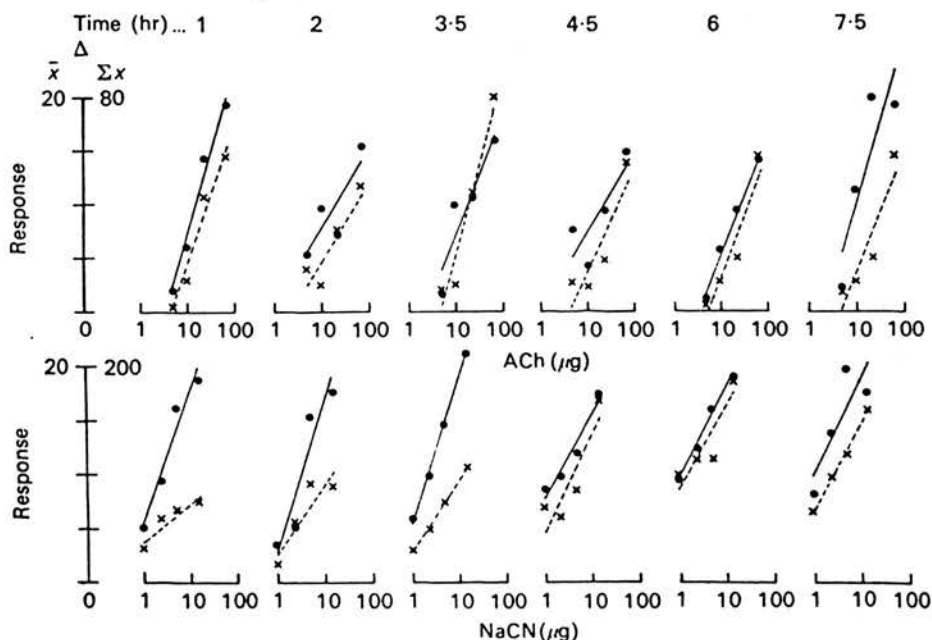 Time (hr) ... 1 2 3·5 4·5 6 7·5
Δ
x̄ Σx
20 80
Response
0
1 10 100 1 10 100 1 10 100 1 10 100 1 10 100 1 10 100
ACh (μg)
20 200
Response
0
1 10 100 1 10 100 1 10 100 1 10 100 1 10 100 1 10 100
NaCN (μg)